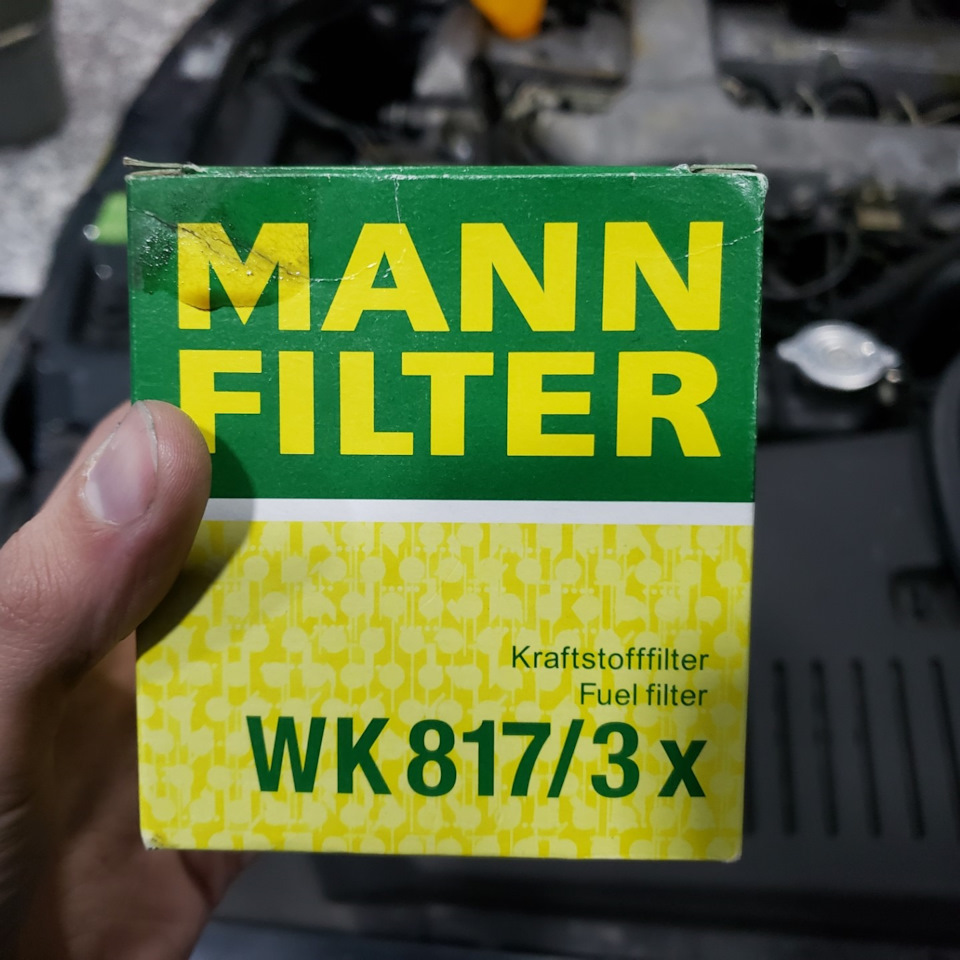 MANN
FILTER
Kraftstofffilter
Fuel filter
WK 817/3 x